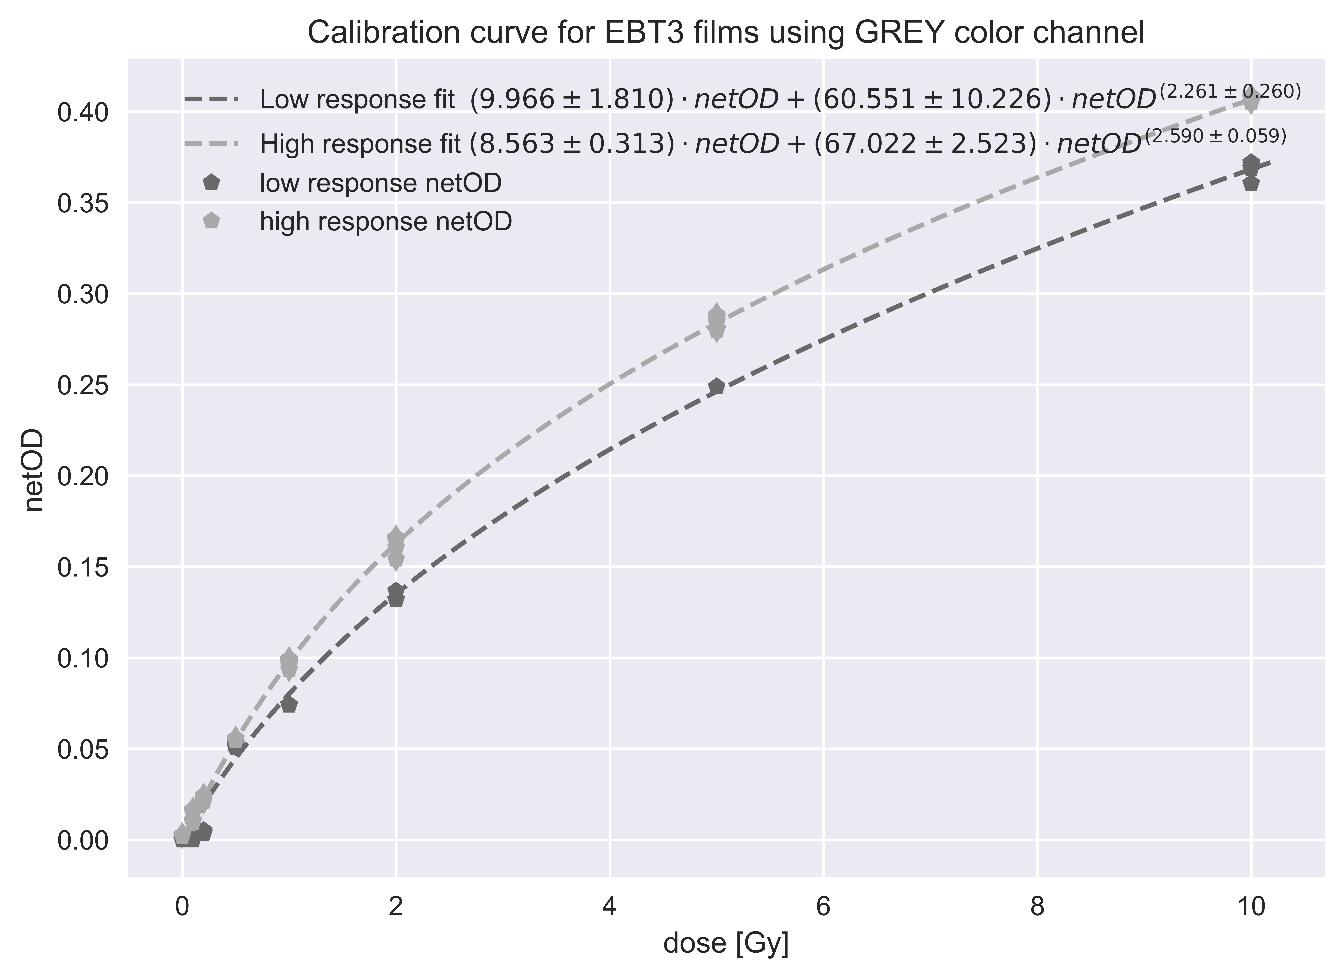 Calibration curve for EBT3 films using GREY color channel
Low response fit (9.966 ± 1.810) · netOD + (60.551 ± 10.226) · netOD^(2.261 ± 0.260)
High response fit (8.563 ± 0.313) · netOD + (67.022 ± 2.523) · netOD^(2.590 ± 0.059)
low response netOD
high response netOD
netOD
0.40
0.35
0.30
0.25
0.20
0.15
0.10
0.05
0.00
0 2 4 6 8 10
dose [Gy]